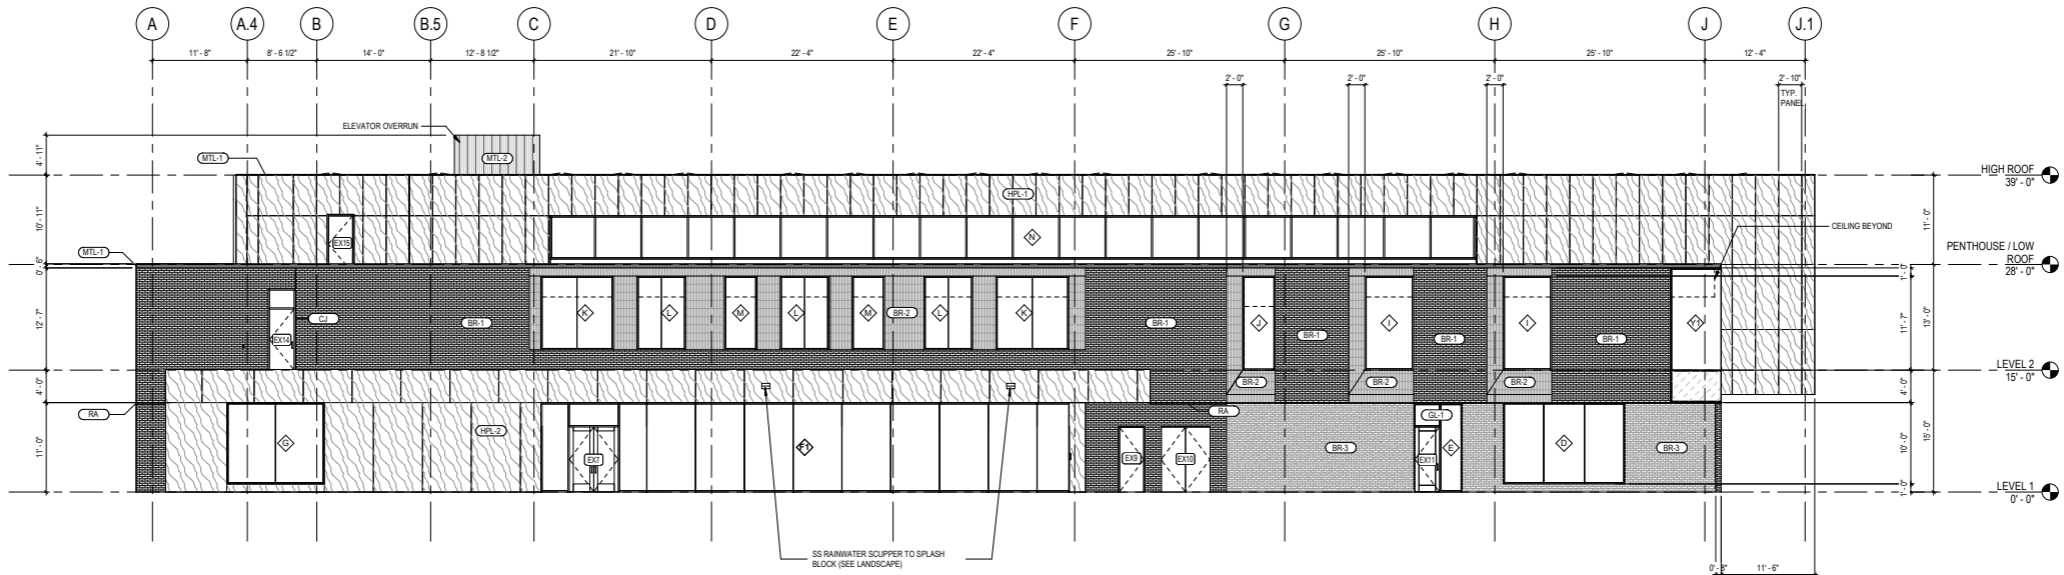 A A.4 B B.5 C D E F G H J J.1
11' - 8" 8' - 6 1/2" 14' - 0" 12' - 8 1/2" 21' - 10" 22' - 4" 22' - 4" 25' - 10" 25' - 10" 25' - 10" 12' - 4"
2' - 0" 2' - 0" 2' - 0" 2' - 10"
TYP.
PANEL
ELEVATOR OVERRUN
4' - 11"
MTL-1
MTL-2
HIGH ROOF
39' - 0"
HPL-1
10' - 11"
EX15
N
11' - 0"
CEILING BEYOND
MTL-1
PENTHOUSE / LOW
ROOF
28' - 0"
0' - 6"
1' - 0"
12' - 7"
EX14
CJ
BR-1
K L M L M L K
BR-2
BR-1
J
BR-1
I
BR-1
I
BR-1
Y1
11' - 7"
13' - 0"
LEVEL 2
15' - 0"
BR-2 BR-2 BR-2
4' - 0"
4' - 0"
RA
RA
G
HPL-2
EX7
F1
EX9
EX10
BR-3
GL-1
EX11
E
D
BR-3
11' - 0"
10' - 0"
15' - 0"
1' - 0"
LEVEL 1
0' - 0"
SS RAINWATER SCUPPER TO SPLASH
BLOCK (SEE LANDSCAPE)
11' - 6"